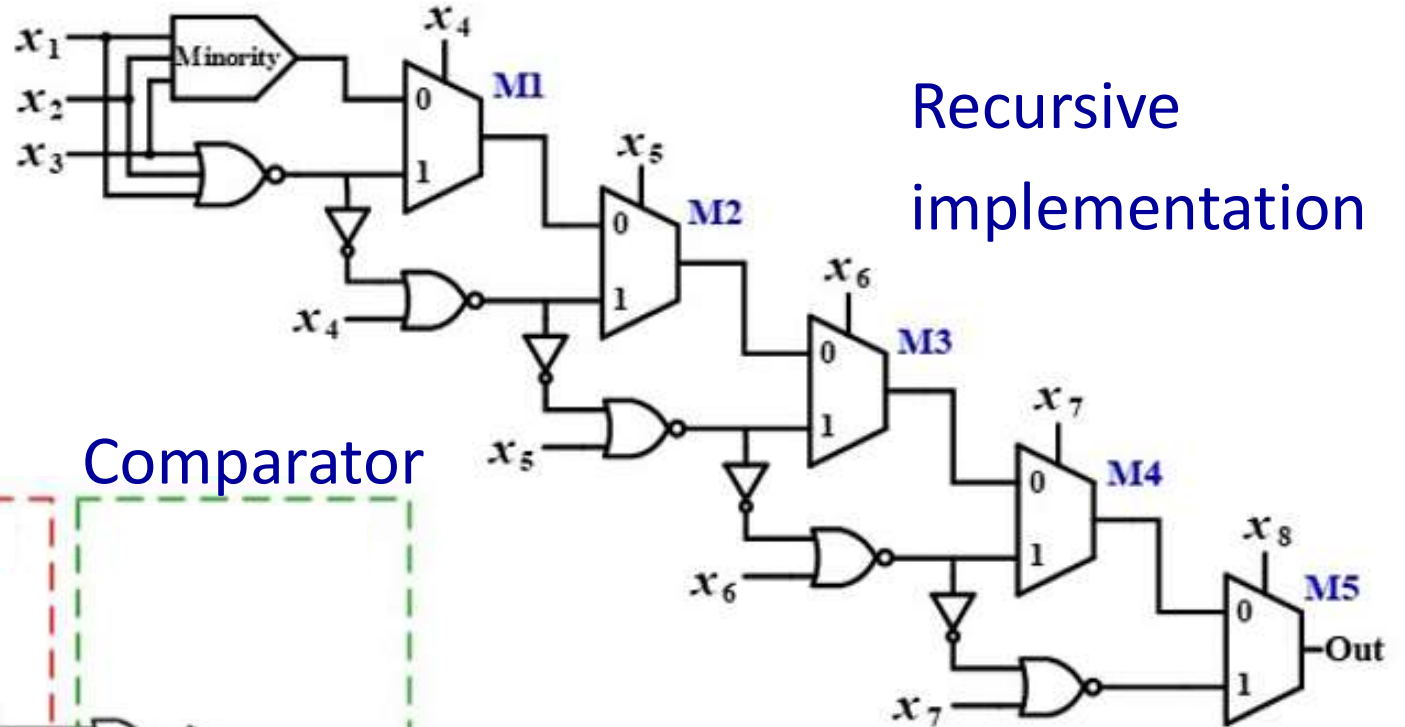 x1
x2
x3
Minority
x4
0
1
M1
Recursive
implementation
x5
0
1
M2
x4
x6
0
1
M3
x5
Comparator
x7
0
1
M4
x6
x8
0
1
M5
Out
x7